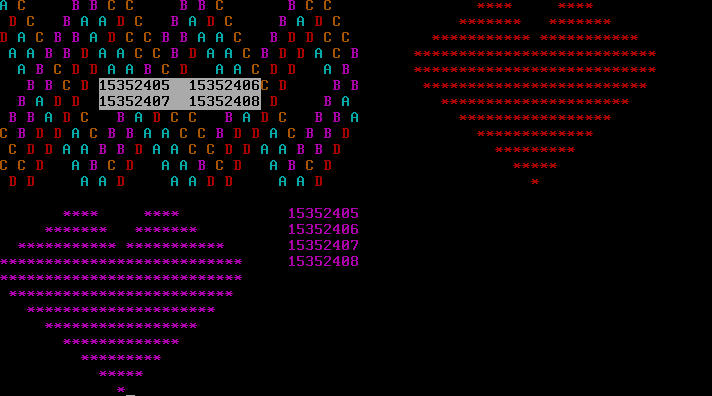 A C     B B C C     B B C       B C C         ****     ****
 D C   B A A D C     B A D C     B A D C     *******   *******
D A C D B B A D C C B B A A C   B D D C C   *********** ***********
A A B B D A A C C B D A A C B D D A C B   ***************************
A B C D D A A B C D   A A C D D   A B   ***************************
B B C D 15352405  15352406 C D   B B   *************************
B A D D 15352407  15352408 D   B A   *********************
B B A D C   B A D C C   B A D C   B B A   *****************
C B D D A C B B A A C C B D D A C B B D   *************
C D D A A B B D A A C C D D A A B B D   *********
C C D   A B C D   A A B D   A B C D   *****
D D   A A D   A A D D   A A D   *
****     ****   15352405
*******   *******   15352406
*********** ***********   15352407
***************************   15352408
***************************
*************************
*********************
*****************
*************
*********
*****
*_